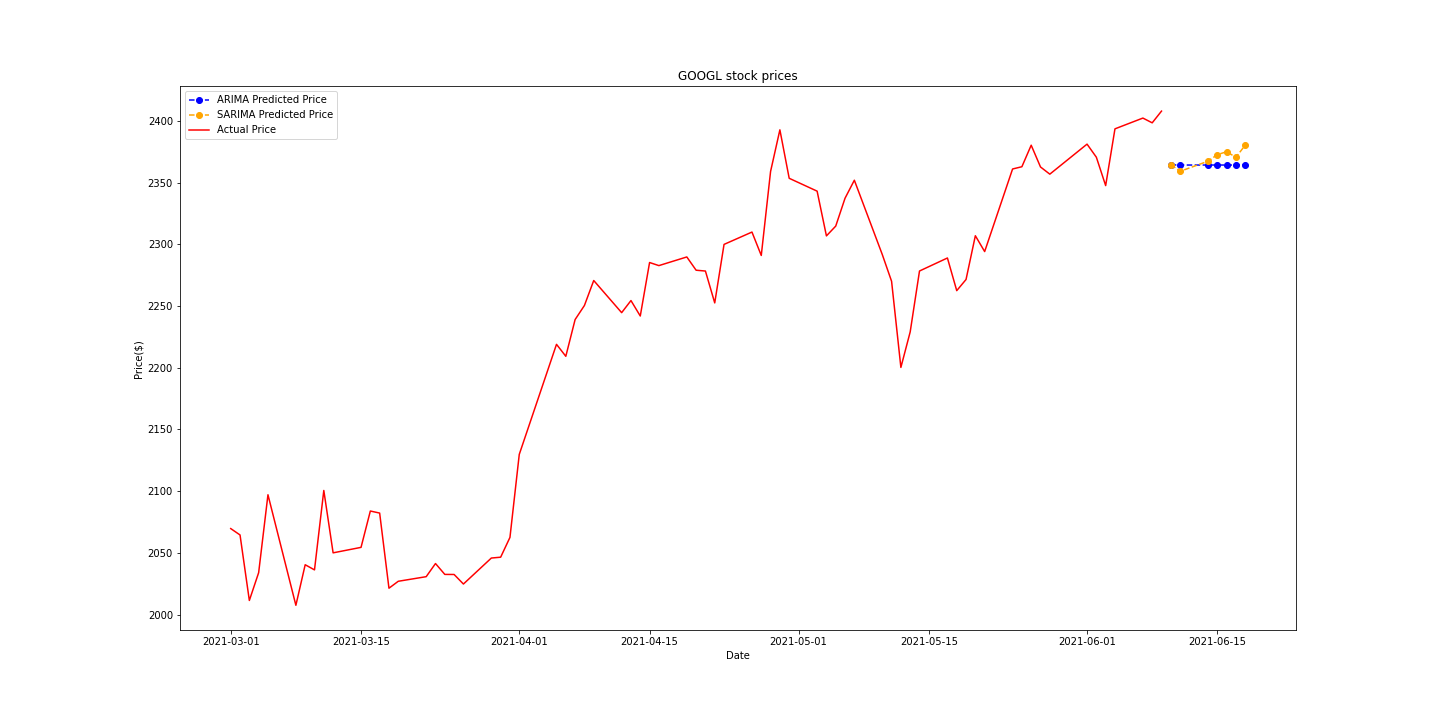 GOOGL stock prices
ARIMA Predicted Price
SARIMA Predicted Price
Actual Price
Price($)
2400
2350
2300
2250
2200
2150
2100
2050
2000
2021-03-01 2021-03-15 2021-04-01 2021-04-15 2021-05-01 2021-05-15 2021-06-01 2021-06-15
Date